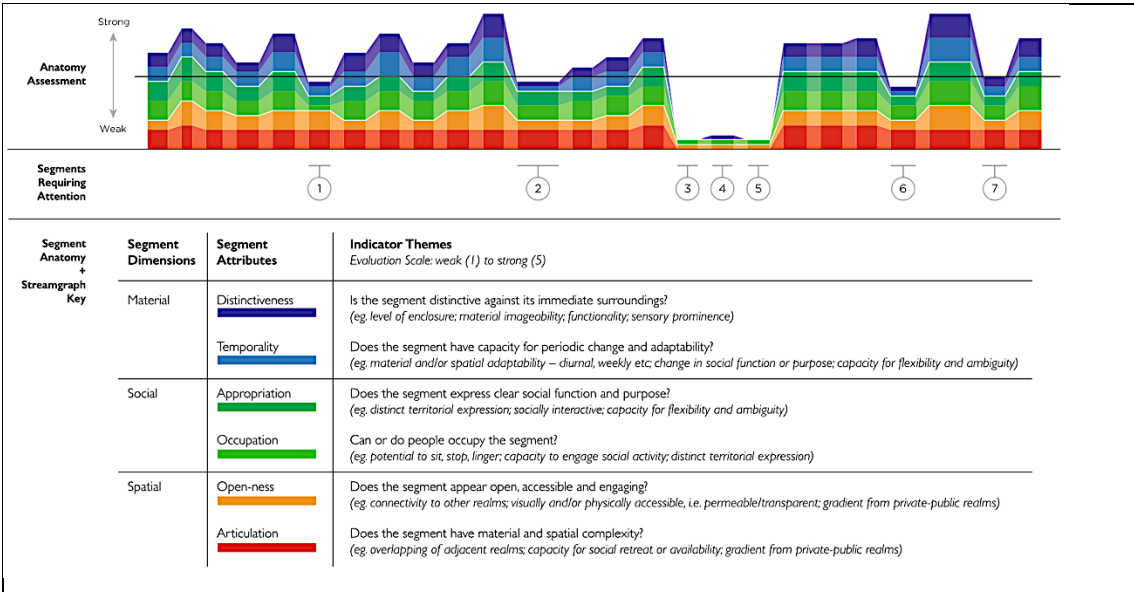 Strong
Anatomy
Assessment
Weak
Segments
Requiring
Attention
1 2 3 4 5 6 7
Segment
Anatomy
+
Streamgraph
Key
Segment
Dimensions
Segment
Attributes
Indicator Themes
Evaluation Scale: weak (1) to strong (5)
Material
Distinctiveness
Is the segment distinctive against its immediate surroundings?
(eg. level of enclosure; material imageability; functionality; sensory prominence)
Temporality
Does the segment have capacity for periodic change and adaptability?
(eg. material and/or spatial adaptability – diurnal, weekly etc; change in social function or purpose; capacity for flexibility and ambiguity)
Social
Appropriation
Does the segment express clear social function and purpose?
(eg. distinct territorial expression; socially interactive; capacity for flexibility and ambiguity)
Occupation
Can or do people occupy the segment?
(eg. potential to sit, stop, linger; capacity to engage social activity; distinct territorial expression)
Spatial
Open-ness
Does the segment appear open, accessible and engaging?
(eg. connectivity to other realms; visually and/or physically accessible, i.e. permeable/transparent; gradient from private-public realms)
Articulation
Does the segment have material and spatial complexity?
(eg. overlapping of adjacent realms; capacity for social retreat or availability; gradient from private-public realms)